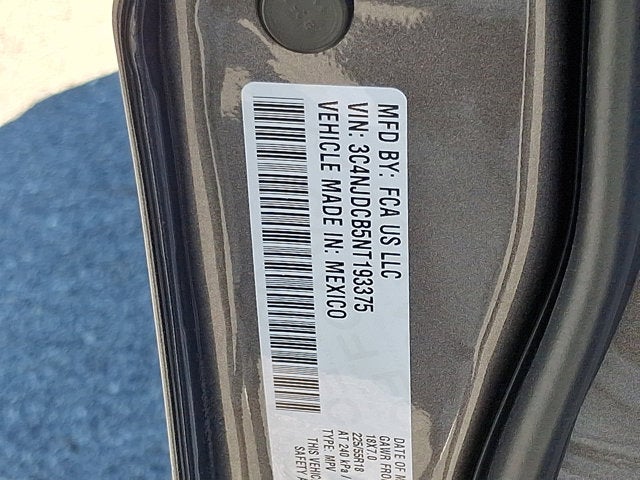 MFD BY: FCA US LLC
VIN: 3C4NJDCB5NT193375
VEHICLE MADE IN: MEXICO
DATE OF M
GAWR FRO
18X7.0
225/55R18
AT 240 kPa /
TYPE: MPV
THIS VEHIC
SAFETY A